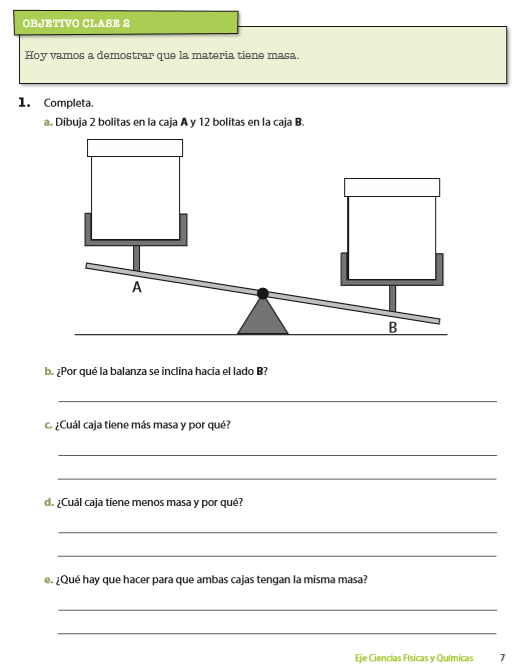 OBJETIVO CLASE 2
Hoy vamos a demostrar que la materia tiene masa.
1. Completa.
a. Dibuja 2 bolitas en la caja A y 12 bolitas en la caja B.
A
B
b. ¿Por qué la balanza se inclina hacia el lado B?
c. ¿Cuál caja tiene más masa y por qué?
d. ¿Cuál caja tiene menos masa y por qué?
e. ¿Qué hay que hacer para que ambas cajas tengan la misma masa?
Eje Ciencias Físicas y Químicas 7